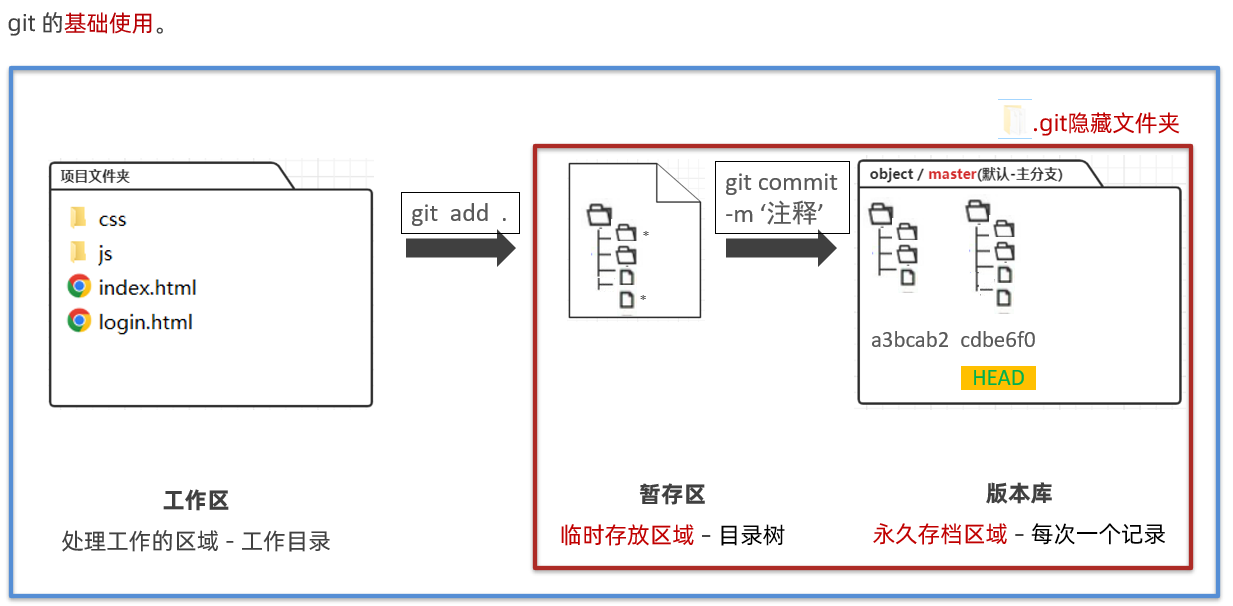 git 的基础使用。
.git隐藏文件夹
项目文件夹
css
js
index.html
login.html
git add .
*
*
git commit
-m ‘注释’
object / master(默认-主分支)
a3bcab2 cdbe6f0
HEAD
工作区
处理工作的区域 - 工作目录
暂存区
临时存放区域 - 目录树
版本库
永久存档区域 - 每次一个记录